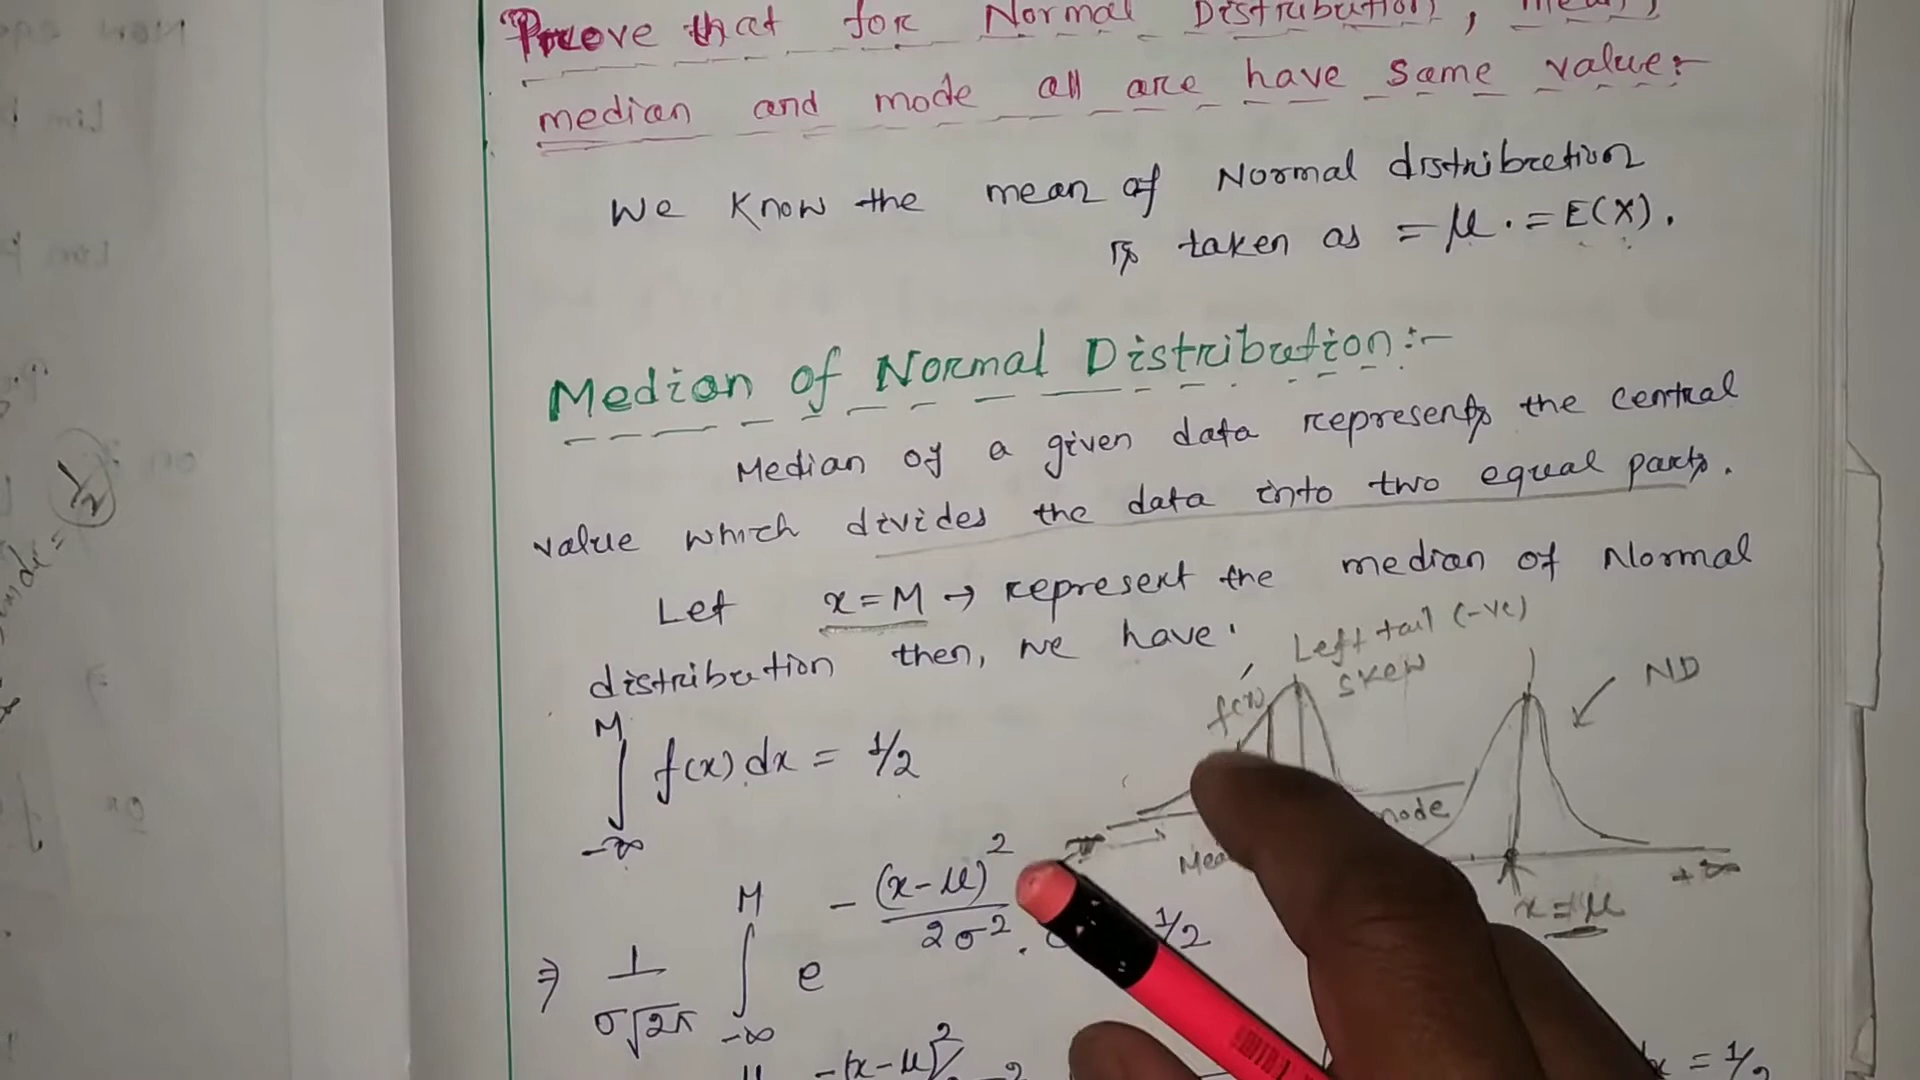 Prove that for Normal Distribution, mean,
median and mode all are have same value:-
We know the mean of Normal distribution
is taken as = μ. = E(X).
Median of Normal Distribution:-
Median of a given data represents the central
value which divides the data into two equal parts.
Let x = M → represent the median of Normal
distribution then, we have.
Left tail (-ve)
skew
f(x)
ND
M
∫ f(x) dx = 1/2
-∞
mode
+∞
x = μ
⇒ 1/σ√2π ∫_{-∞}^{M} e^{-(x-μ)²/2σ²} . 1/2
-(x-μ)²
= 1/2